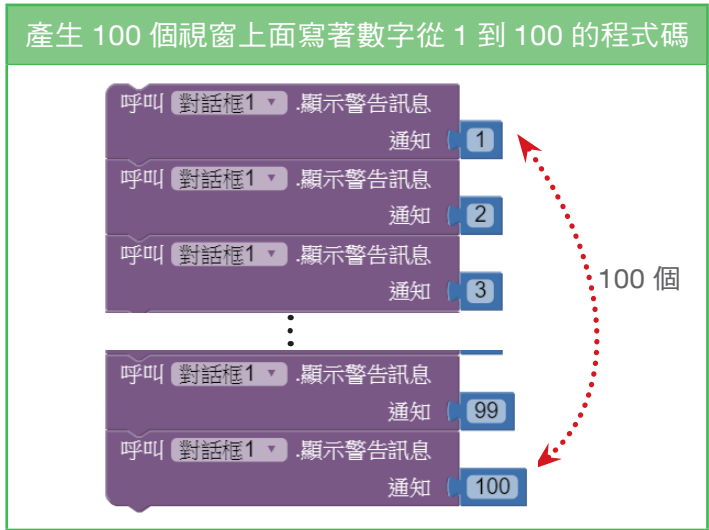 產生 100 個視窗上面寫著數字從 1 到 100 的程式碼
呼叫 對話框1 .顯示警告訊息
通知 1
呼叫 對話框1 .顯示警告訊息
通知 2
呼叫 對話框1 .顯示警告訊息
通知 3
100 個
呼叫 對話框1 .顯示警告訊息
通知 99
呼叫 對話框1 .顯示警告訊息
通知 100